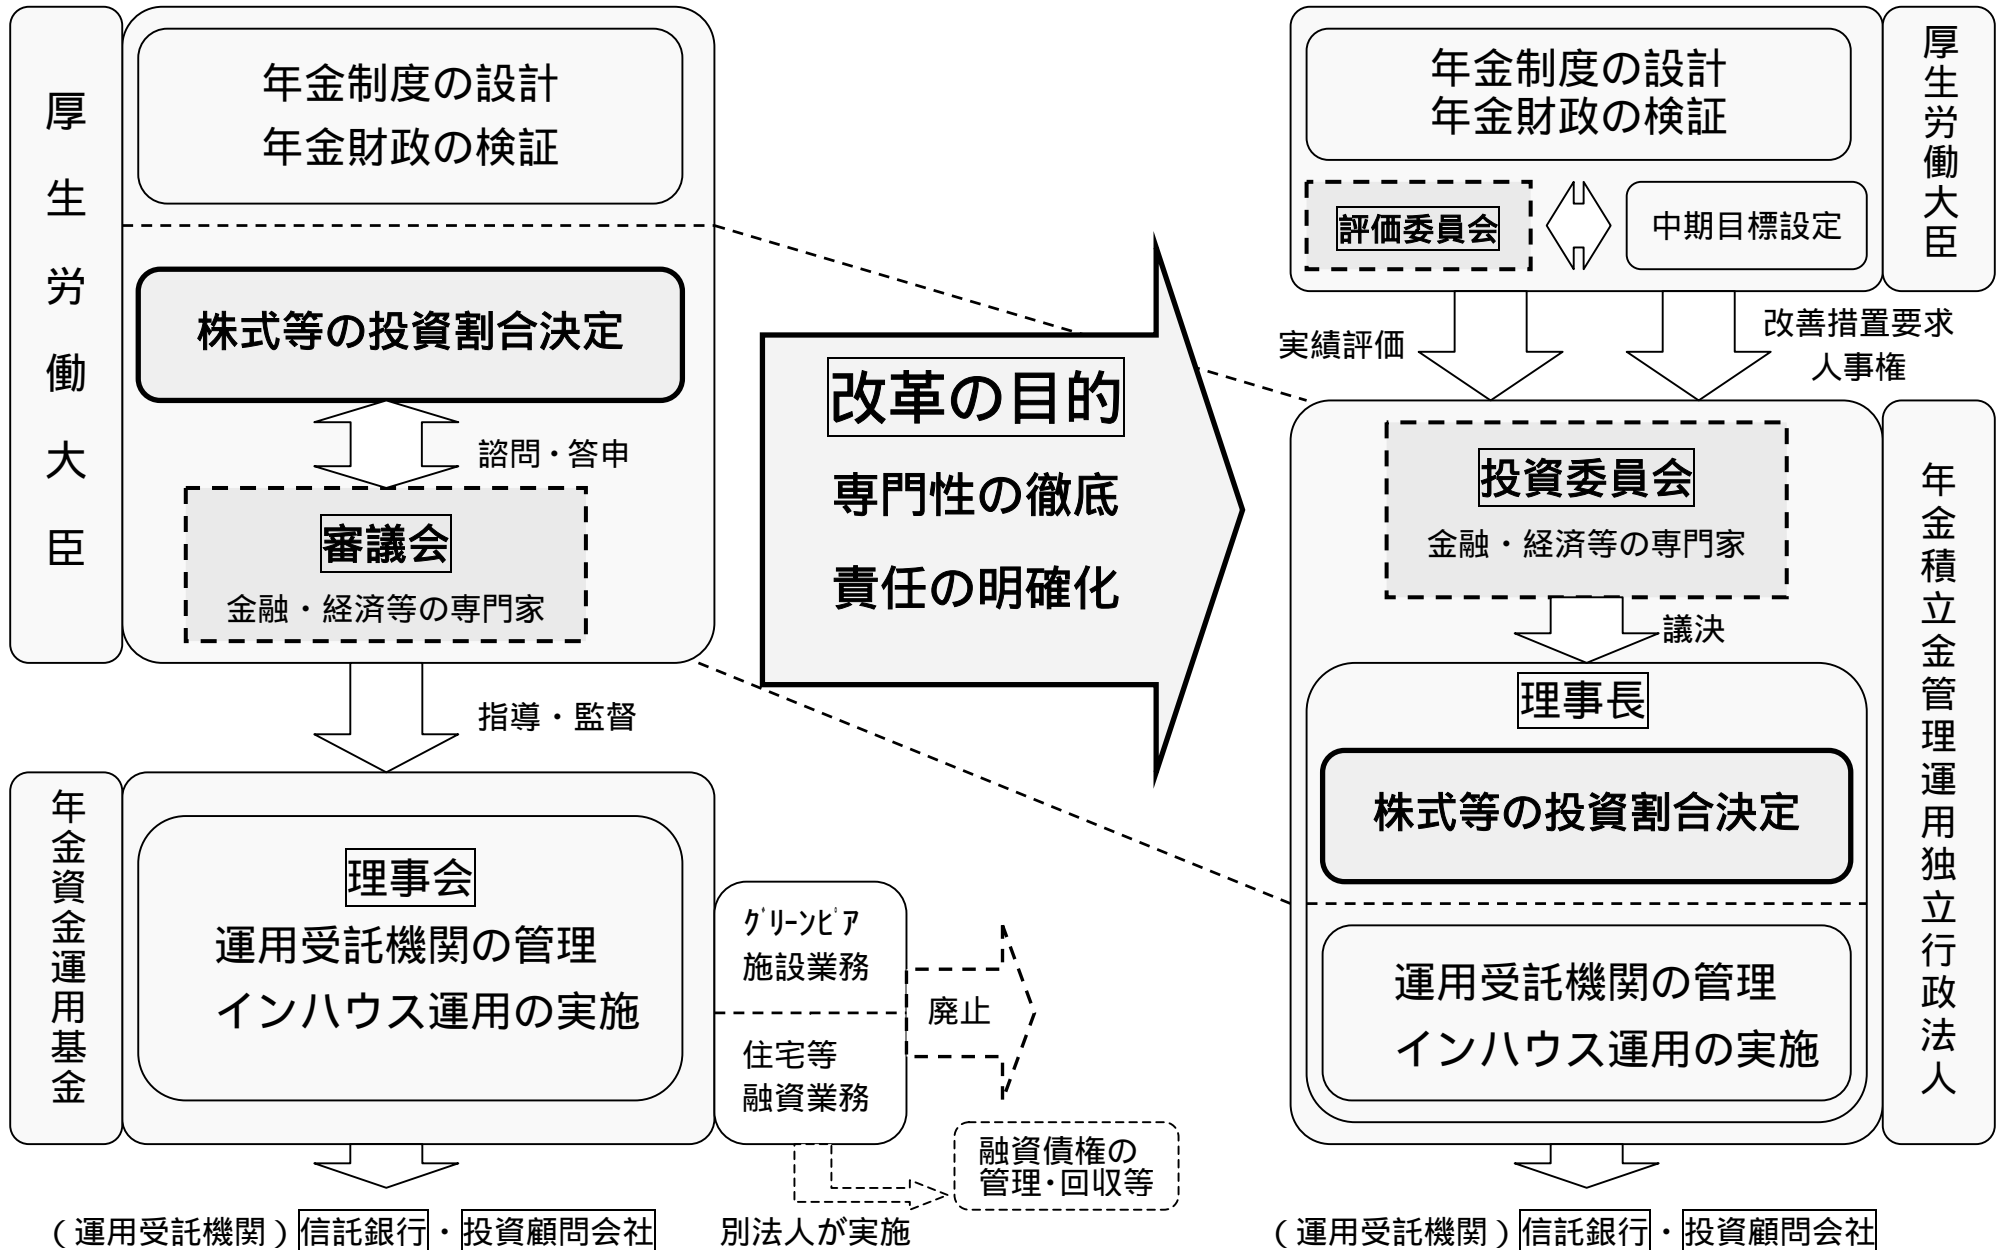 厚生労働大臣
年金制度の設計
年金財政の検証
株式等の投資割合決定
諮問・答申
審議会
金融・経済等の専門家
指導・監督
年金資金運用基金
理事会
運用受託機関の管理
インハウス運用の実施
ｸﾞﾘｰﾝﾋﾟｱ
施設業務
住宅等
融資業務
廃止
融資債権の
管理・回収等
別法人が実施
（運用受託機関）信託銀行・投資顧問会社
改革の目的
専門性の徹底
責任の明確化
厚生労働大臣
年金制度の設計
年金財政の検証
評価委員会
中期目標設定
実績評価
改善措置要求
人事権
年金積立金管理運用独立行政法人
投資委員会
金融・経済等の専門家
議決
理事長
株式等の投資割合決定
運用受託機関の管理
インハウス運用の実施
（運用受託機関）信託銀行・投資顧問会社